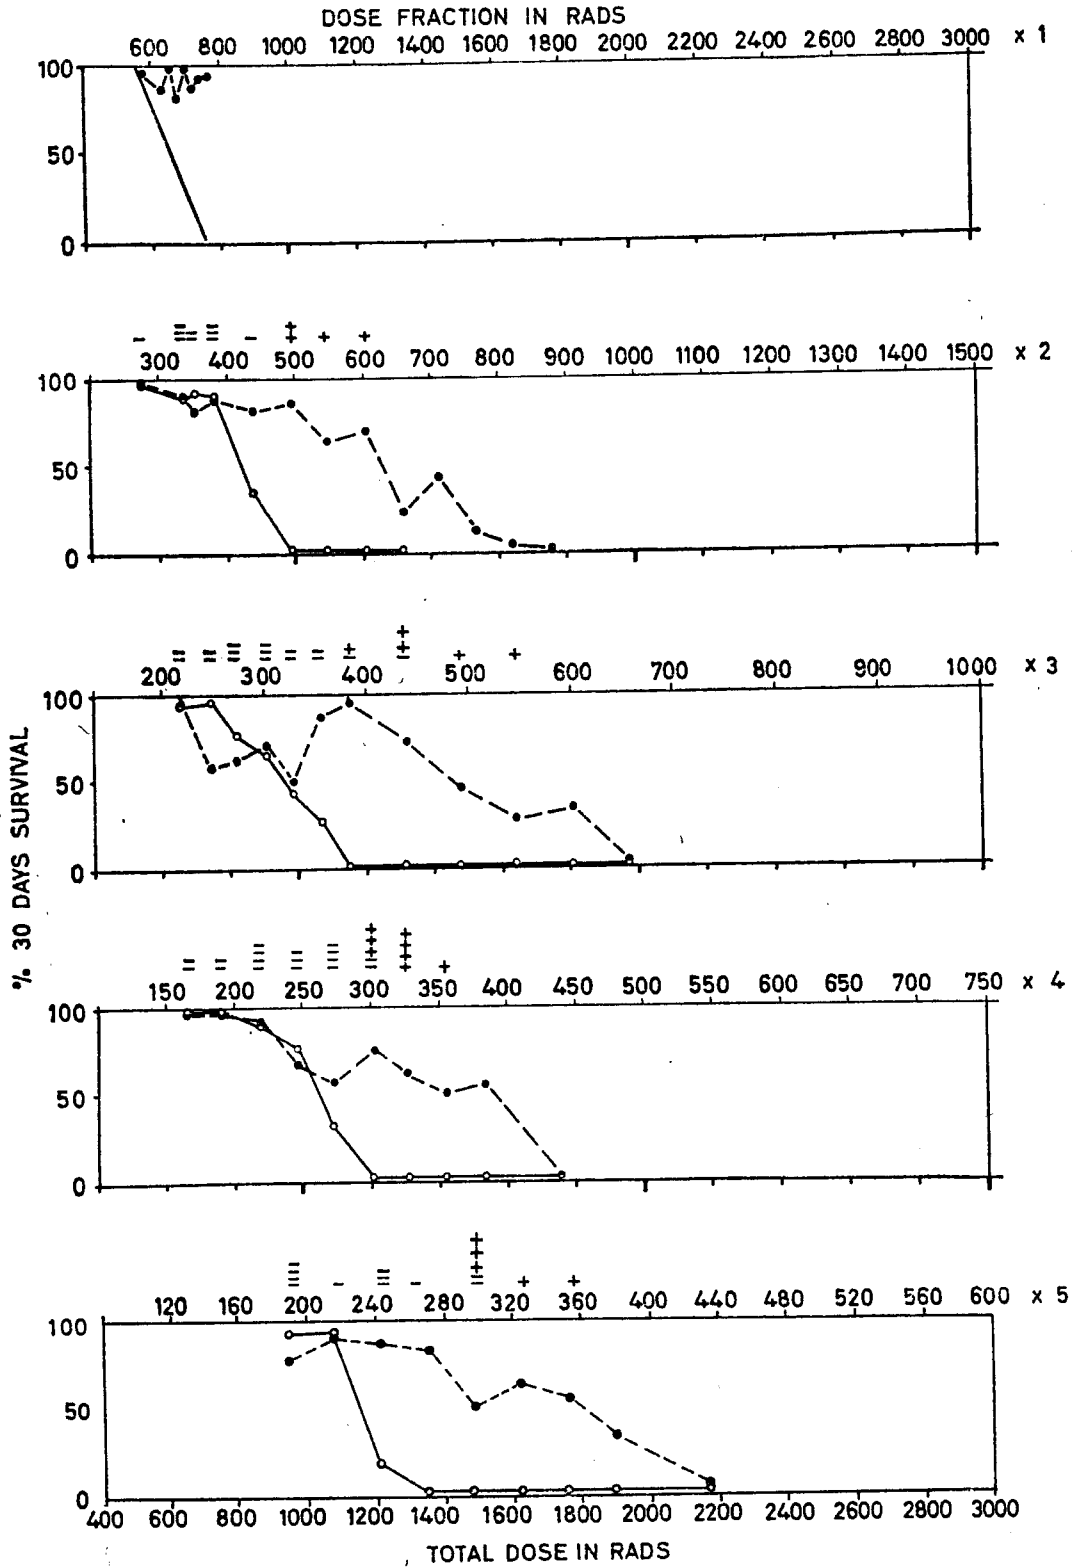 DOSE FRACTION IN RADS
600 800 1000 1200 1400 1600 1800 2000 2200 2400 2600 2800 3000 x 1
100
50
0
300 400 500 600 700 800 900 1000 1100 1200 1300 1400 1500 x 2
100
50
0
200 300 400 500 600 700 800 900 1000 x 3
100
50
0
% 30 DAYS SURVIVAL
150 200 250 300 350 400 450 500 550 600 650 700 750 x 4
100
50
0
120 160 200 240 280 320 360 400 440 480 520 560 600 x 5
100
50
0
400 600 800 1000 1200 1400 1600 1800 2000 2200 2400 2600 2800 3000
TOTAL DOSE IN RADS